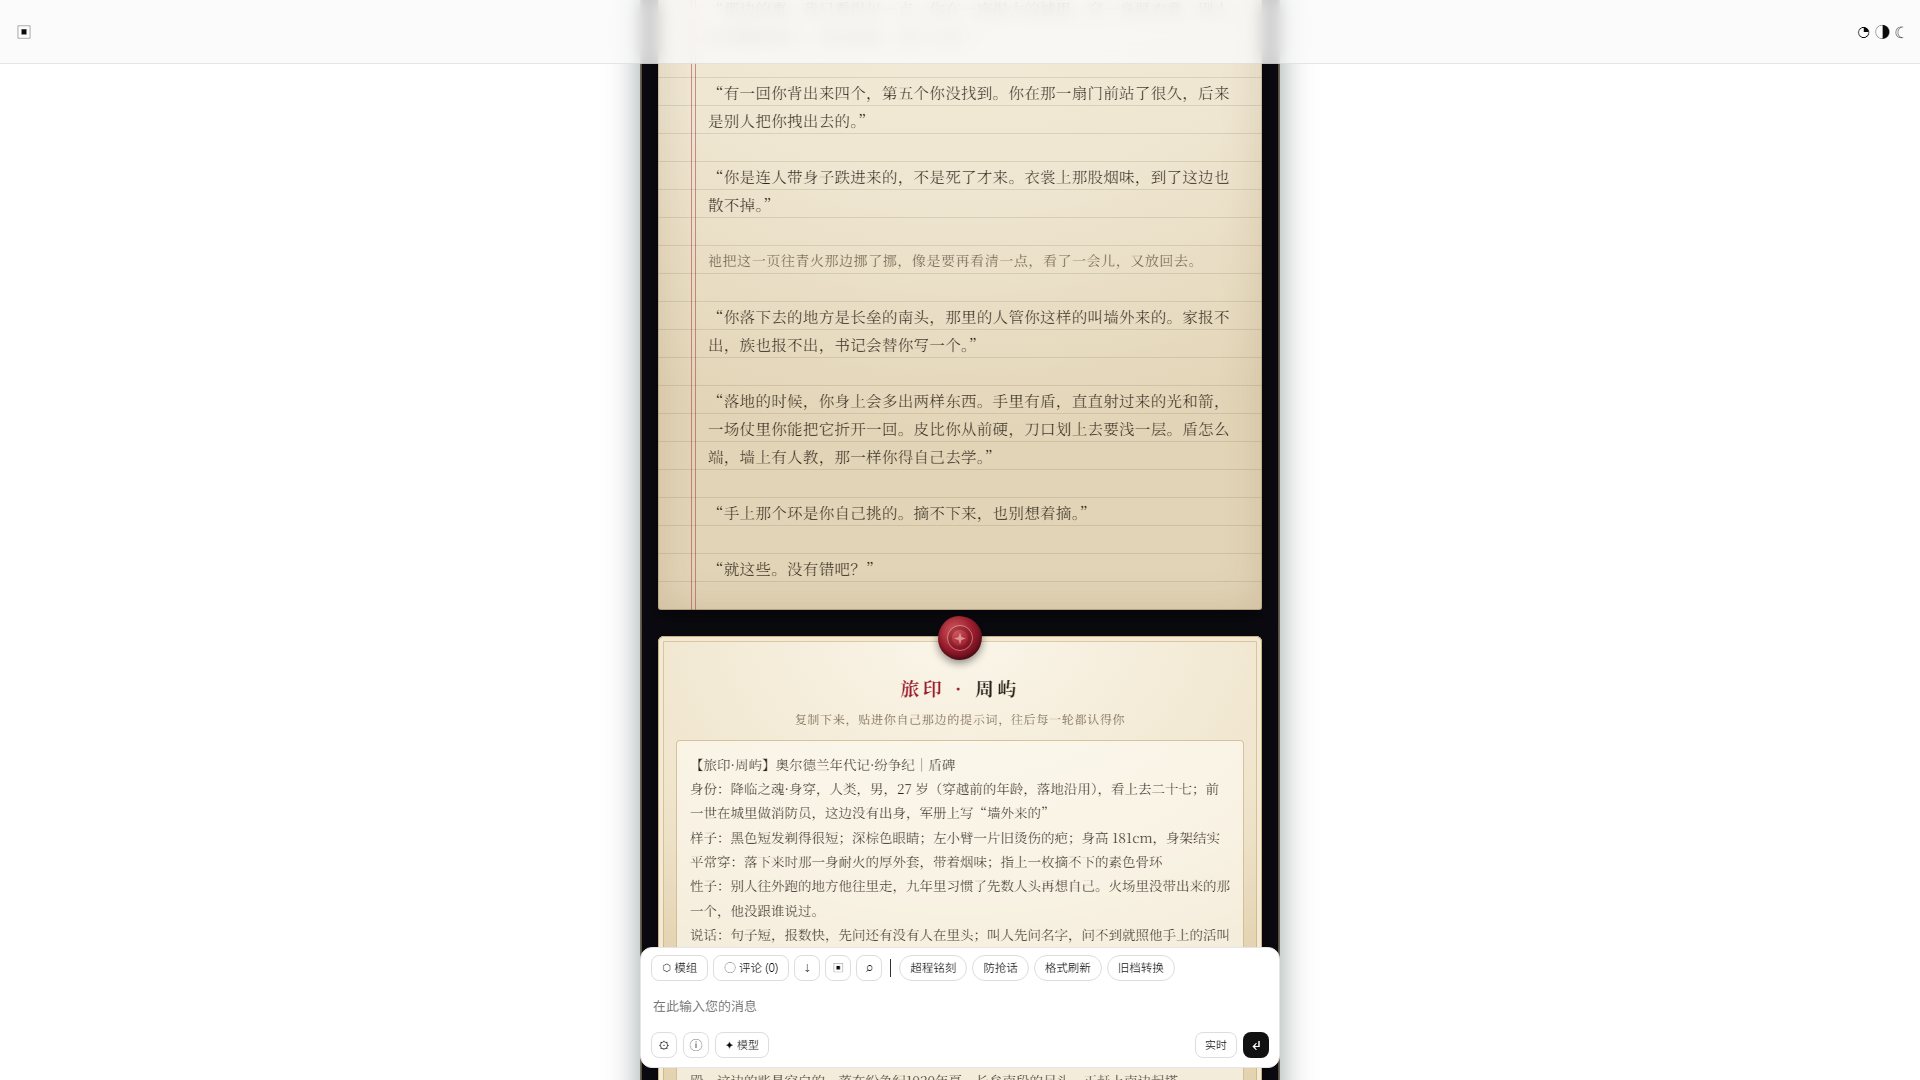 “有一回你背出来四个，第五个你没找到。你在那一扇门前站了很久，后来
是别人把你拽出去的。”
“你是连人带身子跌进来的，不是死了才来。衣裳上那股烟味，到了这边也
散不掉。”
祂把这一页往青火那边挪了挪，像是要再看清一点，看了一会儿，又放回去。
“你落下去的地方是长垒的南头，那里的人管你这样的叫墙外来的。家报不
出，族也报不出，书记会替你写一个。”
“落地的时候，你身上会多出两样东西。手里有盾，直直射过来的光和箭，
一场仗里你能把它折开一回。皮比你从前硬，刀口划上去要浅一层。盾怎么
端，墙上有人教，那一样你得自己去学。”
“手上那个环是你自己挑的。摘不下来，也别想着摘。”
“就这些。没有错吧？”
旅印 · 周屿
复制下来，贴进你自己那边的提示词，往后每一轮都认得你
【旅印·周屿】奥尔德兰年代记·纷争纪｜盾碑
身份：降临之魂·身穿，人类，男，27 岁（穿越前的年龄，落地沿用），看上去二十七；前
一世在城里做消防员，这边没有出身，军册上写“墙外来的”
样子：黑色短发剃得很短；深棕色眼睛；左小臂一片旧烫伤的疤；身高 181cm，身架结实
平常穿：落下来时那一身耐火的厚外套，带着烟味；指上一枚摘不下的素色骨环
性子：别人往外跑的地方他往里走，九年里习惯了先数人头再想自己。火场里没带出来的那
一个，他没跟谁说过。
说话：句子短，报数快，先问还有没有人在里头；叫人先问名字，问不到就照他手上的活叫
模组
评论 (0)
超程铭刻
防抢话
格式刷新
旧档转换
在此输入您的消息
模型
实时